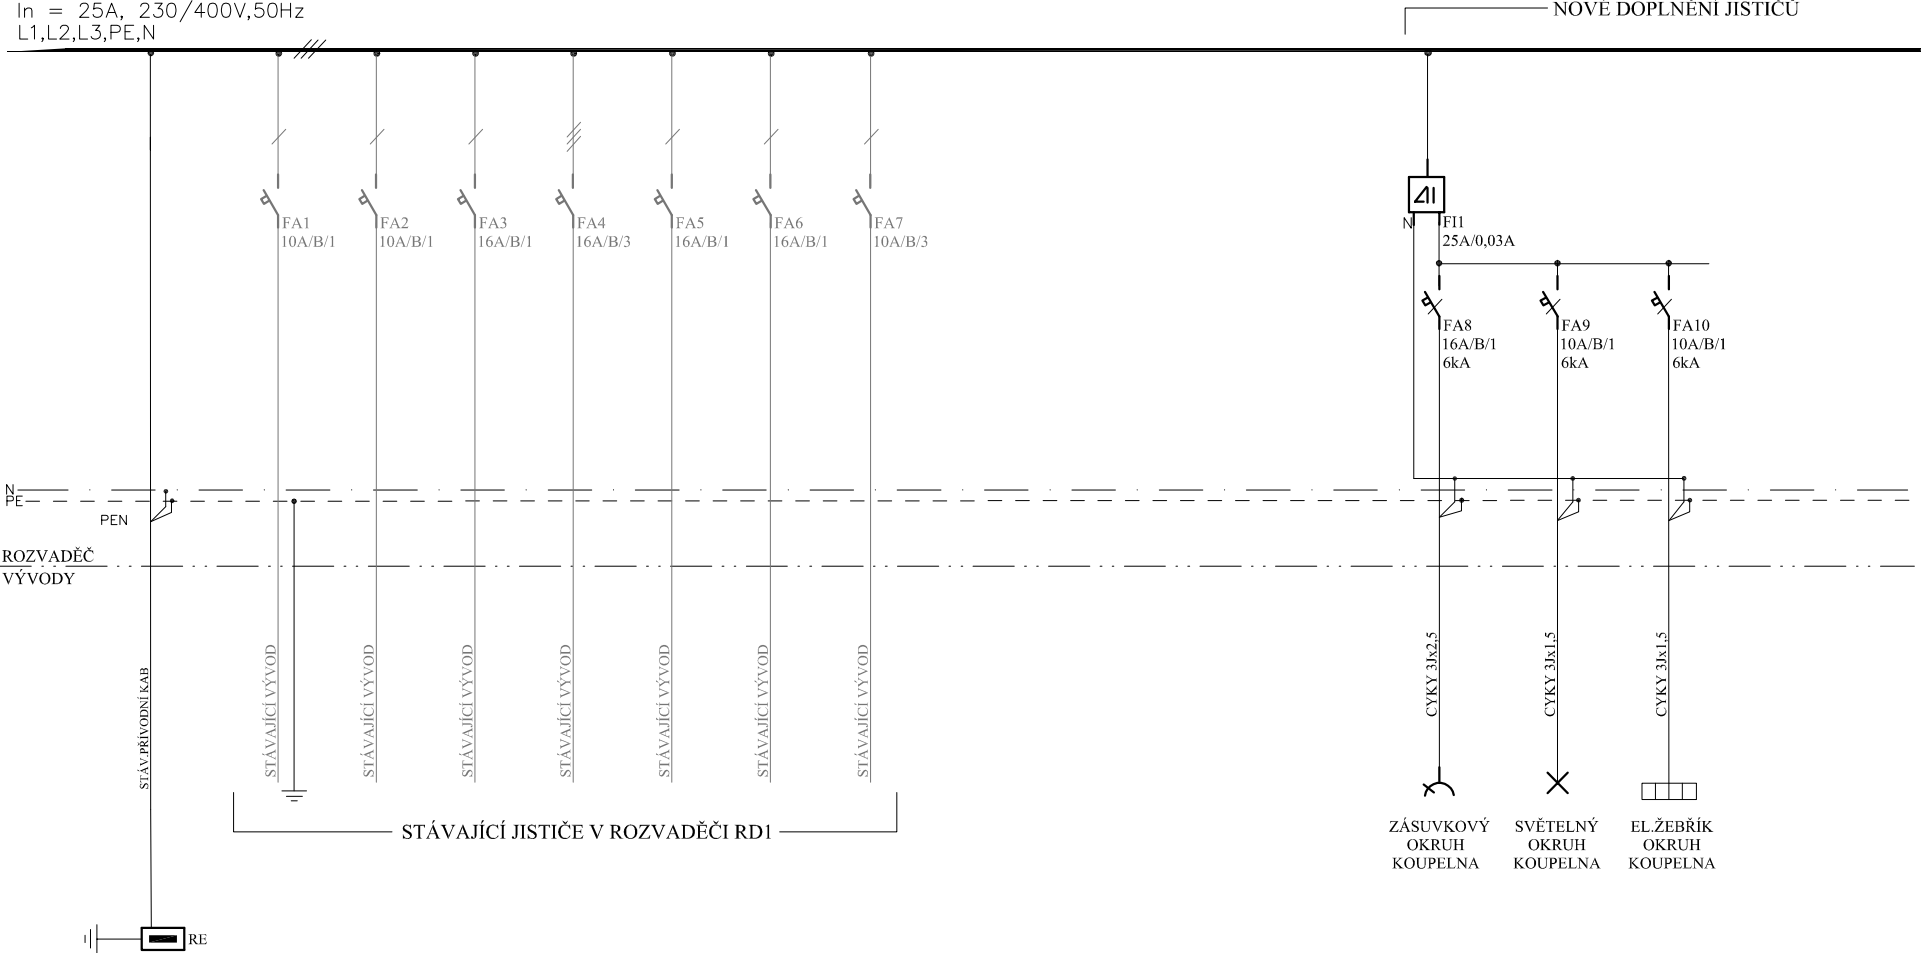 In = 25A, 230/400V,50Hz
L1,L2,L3,PE,N
NOVÉ DOPLNĚNÍ JISTIČŮ
FA1
10A/B/1
FA2
10A/B/1
FA3
16A/B/1
FA4
16A/B/3
FA5
16A/B/1
FA6
16A/B/1
FA7
10A/B/3
N
FI1
25A/0,03A
FA8
16A/B/1
6kA
FA9
10A/B/1
6kA
FA10
10A/B/1
6kA
N
PE
PEN
ROZVADĚČ
VÝVODY
STÁV.PŘÍVODNÍ KAB
STÁVAJÍCÍ VÝVOD
STÁVAJÍCÍ VÝVOD
STÁVAJÍCÍ VÝVOD
STÁVAJÍCÍ VÝVOD
STÁVAJÍCÍ VÝVOD
STÁVAJÍCÍ VÝVOD
STÁVAJÍCÍ VÝVOD
CYKY 3Jx2,5
CYKY 3Jx1,5
CYKY 3Jx1,5
STÁVAJÍCÍ JISTIČE V ROZVADĚČI RD1
ZÁSUVKOVÝ
OKRUH
KOUPELNA
SVĚTELNÝ
OKRUH
KOUPELNA
EL.ŽEBŘÍK
OKRUH
KOUPELNA
RE